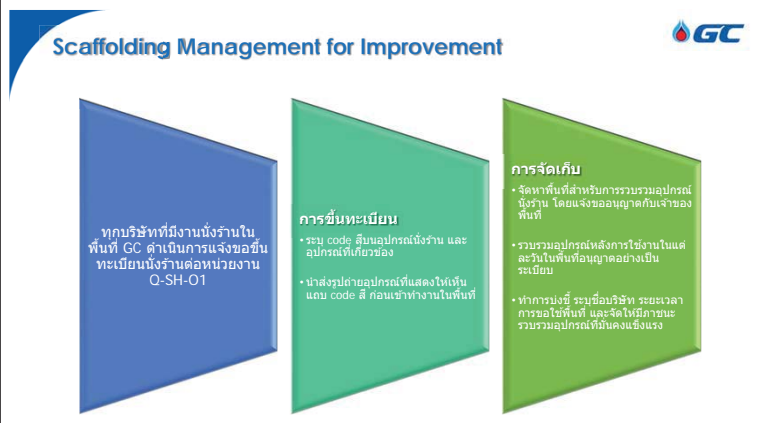 Scaffolding Management for Improvement
GC
ทุกบริษัทที่มีงานนั่งร้านใน
พื้นที่ GC ดำเนินการแจ้งขอขึ้น
ทะเบียนนั่งร้านต่อหน่วยงาน
Q-SH-O1
การขึ้นทะเบียน
• ระบุ code สีบนอุปกรณ์นั่งร้าน และ
อุปกรณ์ที่เกี่ยวข้อง
• นำส่งรูปถ่ายอุปกรณ์ที่แสดงให้เห็น
แถบ code สี ก่อนเข้าทำงานในพื้นที่
การจัดเก็บ
• จัดหาพื้นที่สำหรับการรวบรวมอุปกรณ์
นั่งร้าน โดยแจ้งขออนุญาตกับเจ้าของ
พื้นที่
• รวบรวมอุปกรณ์หลังการใช้งานในแต่
ละวันในพื้นที่อนุญาตอย่างเป็น
ระเบียบ
• ทำการบ่งชี้ ระบุชื่อบริษัท ระยะเวลา
การขอใช้พื้นที่ และจัดให้มีภาชนะ
รวบรวมอุปกรณ์ที่มั่นคงแข็งแรง